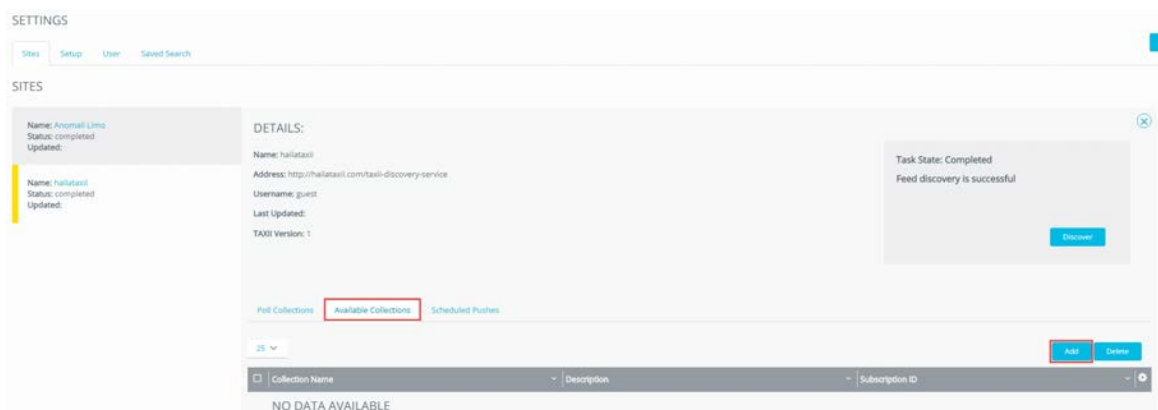 SETTINGS
Sites Setup User Saved Search
SITES
Name: Anomali Limo
Status: completed
Updated:
Name: hailataxii
Status: completed
Updated:
DETAILS:
Name: hailataxii
Address: http://hailataxii.com/taxii-discovery-service
Username: guest
Last Updated:
TAXII Version: 1
Task State: Completed
Feed discovery is successful
Discover
Poll Collections Available Collections Scheduled Pushes
25
Add Delete
Collection Name Description Subscription ID
NO DATA AVAILABLE